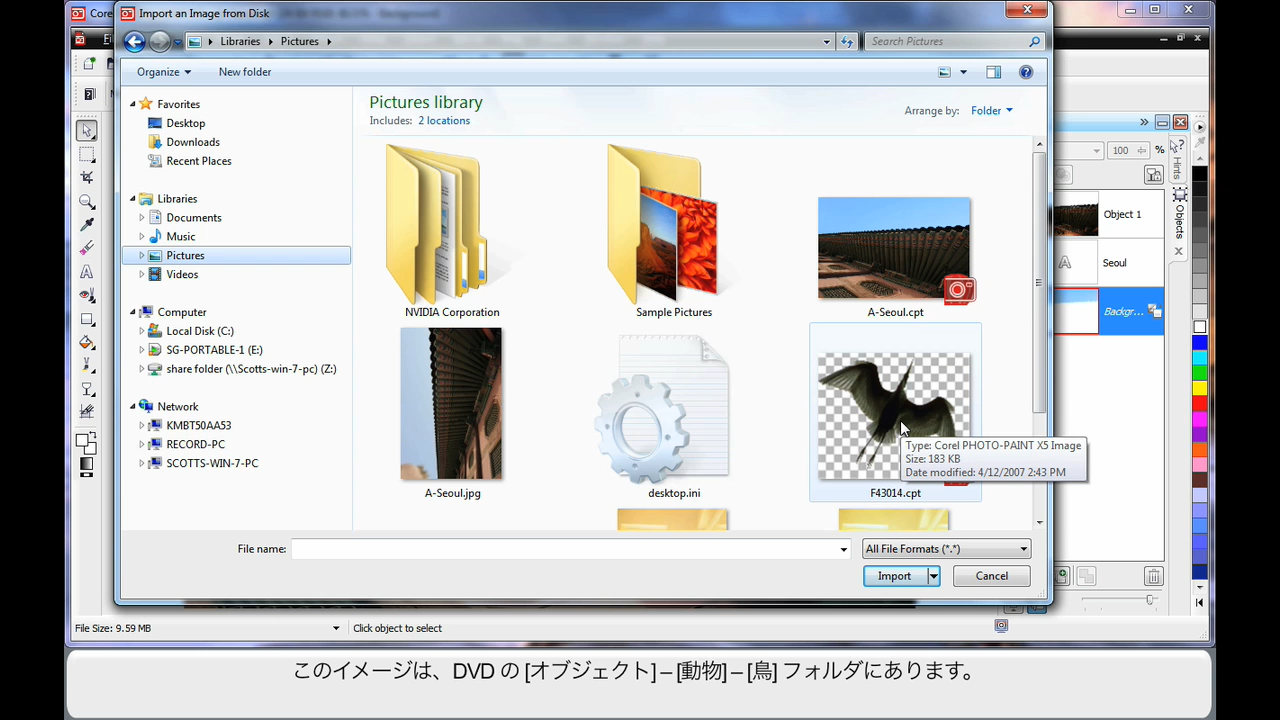 Core
Import an Image from Disk
Libraries
Pictures
Search Pictures
Organize
New folder
Favorites
Desktop
Downloads
Recent Places
Libraries
Documents
Music
Pictures
Videos
Computer
Local Disk (C:)
SG-PORTABLE-1 (E:)
share folder (\\Scotts-win-7-pc) (Z:)
Network
KMBT50AA53
RECORD-PC
SCOTTS-WIN-7-PC
Pictures library
Includes: 2 locations
Arrange by: Folder
NVIDIA Corporation
Sample Pictures
A-Seoul.cpt
A-Seoul.jpg
desktop.ini
F43014.cpt
Type: Corel PHOTO-PAINT X5 Image
Size: 183 KB
Date modified: 4/12/2007 2:43 PM
File name:
All File Formats (*.*)
Import
Cancel
100 %
Object 1
Seoul
Backgr...
Hints
Objects
File Size: 9.59 MB
Click object to select
このイメージは、DVD の [オブジェクト] – [動物] – [鳥] フォルダにあります。